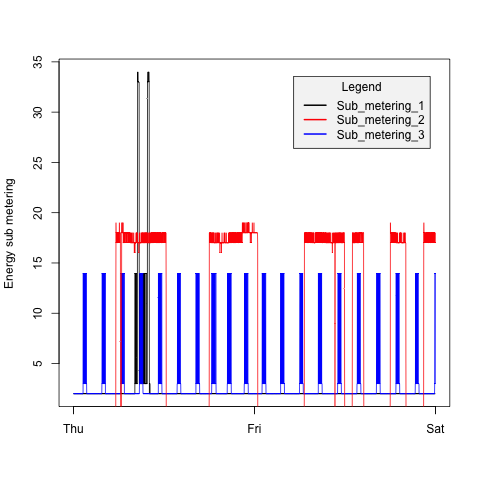 Energy sub metering
35
30
25
20
15
10
5
Legend
Sub_metering_1
Sub_metering_2
Sub_metering_3
Thu
Fri
Sat